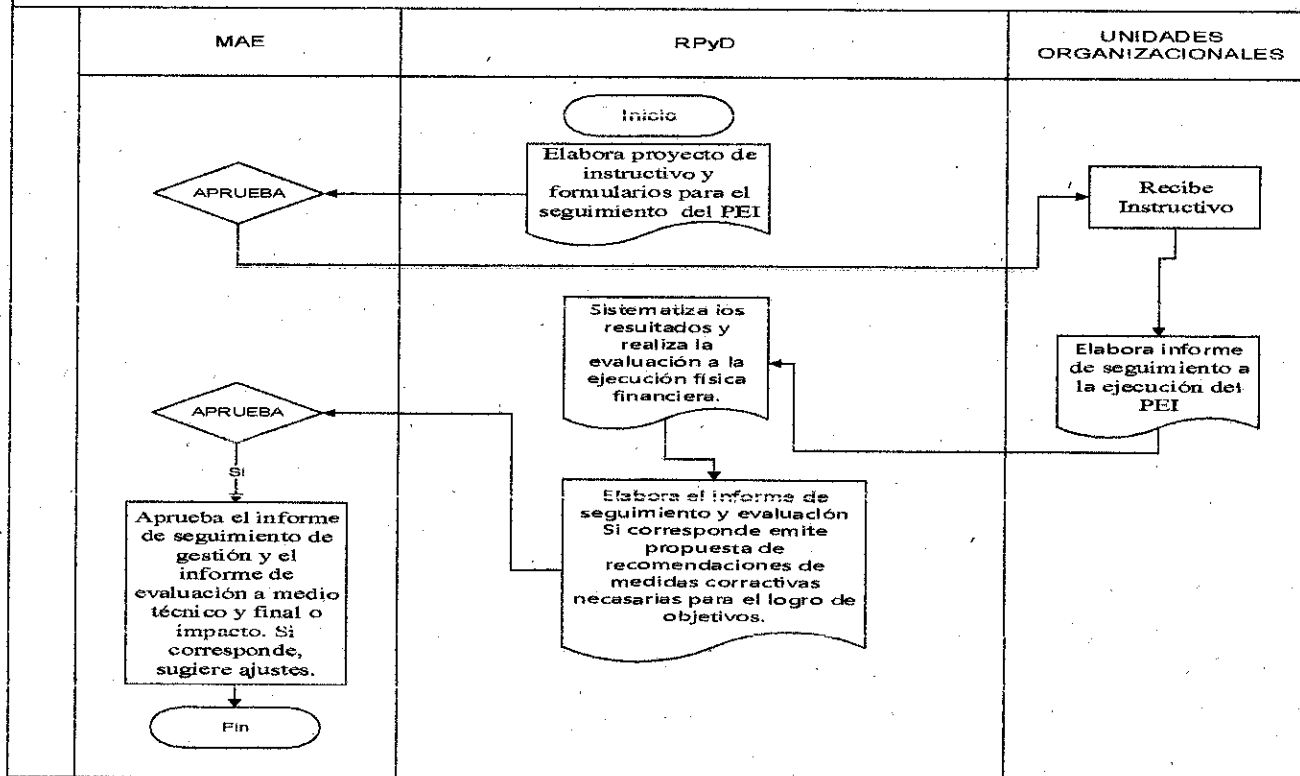 MAE
RPyD
UNIDADES
ORGANIZACIONALES
Inicio
Elabora proyecto de
instructivo y
formularios para el
seguimiento del PEI
APRUEBA
Recibe
Instructivo
Elabora informe
de seguimiento a
la ejecución del
PEI
Sistematiza los
resultados y
realiza la
evaluación a la
ejecución física
financiera.
Elabora el informe de
seguimiento y evaluación
Si corresponde emite
propuesta de
recomendaciones de
medidas corractivas
necasarias para el logro de
objetivos.
APRUEBA
Si
Aprueba el informe
de seguimiento de
gestión y el
informe de
evaluación a medio
técnico y final o
impacto. Si
corresponde,
sugiere ajustes.
Fin